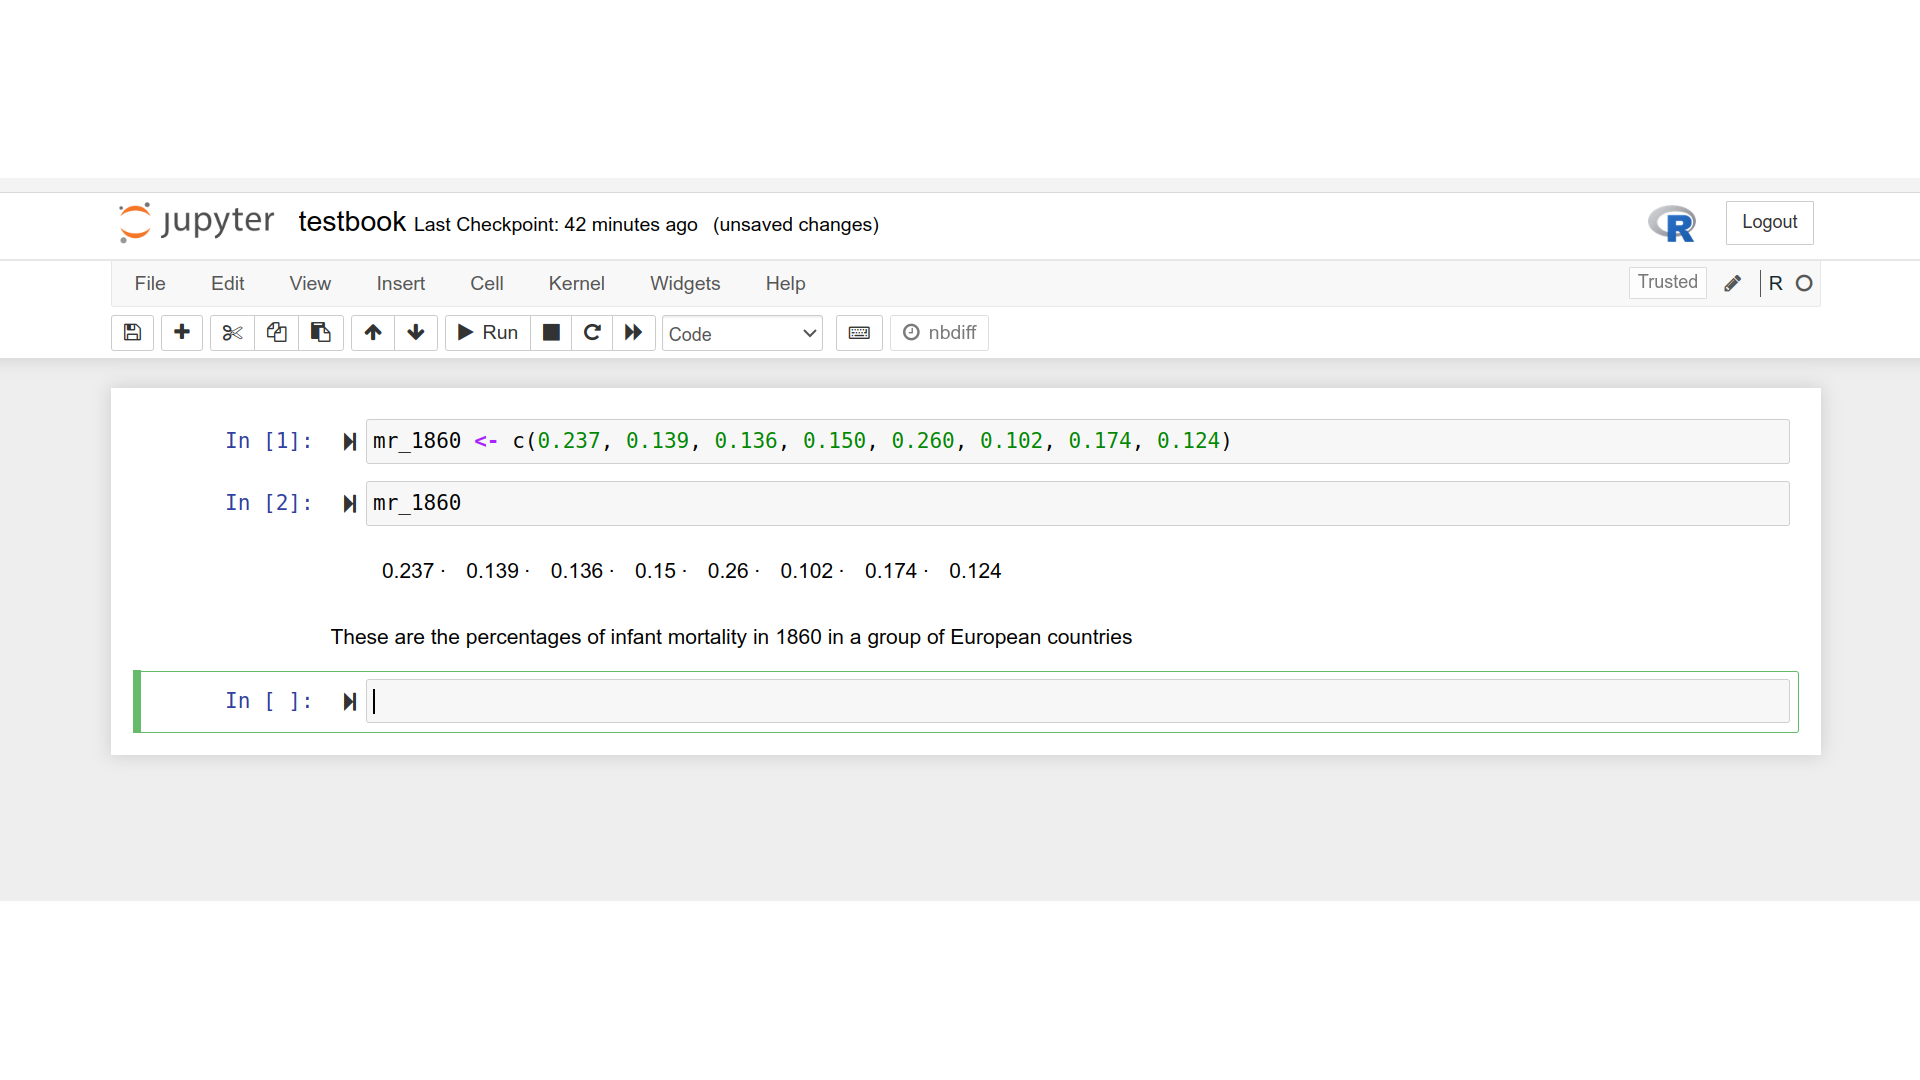 jupyter testbook Last Checkpoint: 42 minutes ago (unsaved changes) R Logout
File Edit View Insert Cell Kernel Widgets Help Trusted R
Run Code nbdiff
In [1]: mr_1860 <- c(0.237, 0.139, 0.136, 0.150, 0.260, 0.102, 0.174, 0.124)
In [2]: mr_1860
0.237 · 0.139 · 0.136 · 0.15 · 0.26 · 0.102 · 0.174 · 0.124
These are the percentages of infant mortality in 1860 in a group of European countries
In [ ]: